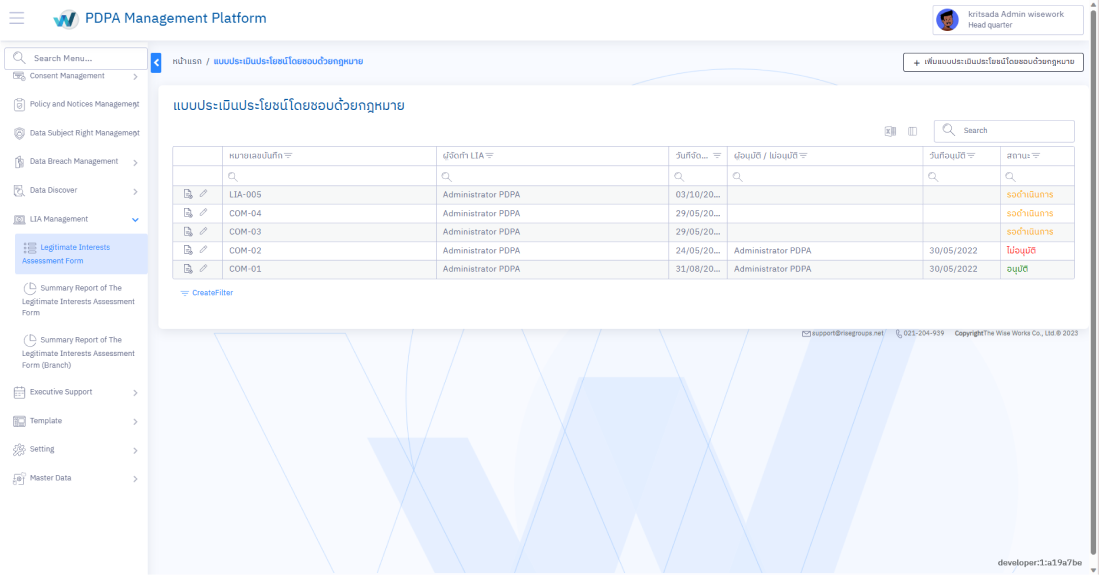 PDPA Management Platform
kritsada Admin wisework
Head quarter
Search Menu...
Consent Management
Policy and Notices Management
Data Subject Right Management
Data Breach Management
Data Discover
LIA Management
Legitimate Interests
Assessment Form
Summary Report of The
Legitimate Interests Assessment
Form
Summary Report of The
Legitimate Interests Assessment
Form (Branch)
Executive Support
Template
Setting
Master Data
หน้าแรก / แบบประเมินประโยชน์โดยชอบด้วยกฎหมาย
+ เพิ่มแบบประเมินประโยชน์โดยชอบด้วยกฎหมาย
แบบประเมินประโยชน์โดยชอบด้วยกฎหมาย
Search
หมายเลขบันทึก ผู้จัดทำ LIA วันที่จัด... ผู้อนุมัติ / ไม่อนุมัติ วันที่อนุมัติ สถานะ
LIA-005 Administrator PDPA 03/10/20... รอดำเนินการ
COM-04 Administrator PDPA 29/05/20... รอดำเนินการ
COM-03 Administrator PDPA 29/05/20... รอดำเนินการ
COM-02 Administrator PDPA 24/05/20... Administrator PDPA 30/05/2022 ไม่อนุมัติ
COM-01 Administrator PDPA 31/08/20... Administrator PDPA 30/05/2022 อนุมัติ
CreateFilter
support@risegroups.net 021-204-939 CopyrightThe Wise Works Co., Ltd.© 2023
developer:1:a19a7be